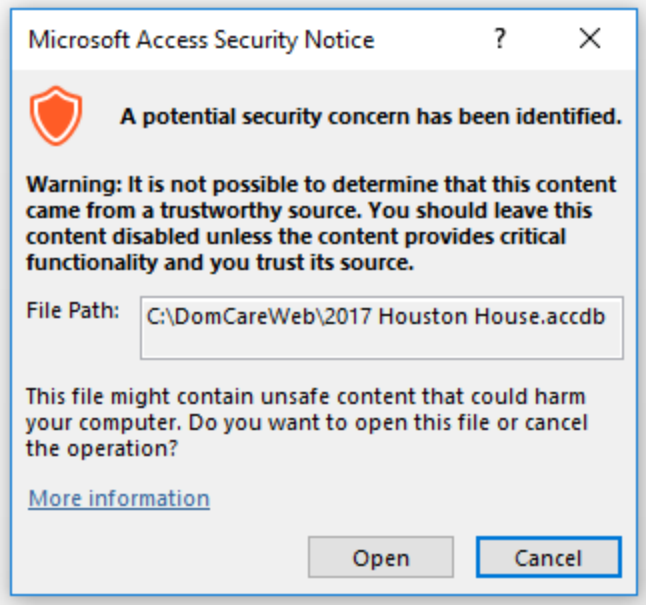 Microsoft Access Security Notice ?
A potential security concern has been identified.
Warning: It is not possible to determine that this content
came from a trustworthy source. You should leave this
content disabled unless the content provides critical
functionality and you trust its source.
File Path: C:\DomCareWeb\2017 Houston House.accdb
This file might contain unsafe content that could harm
your computer. Do you want to open this file or cancel
the operation?
More information
Open Cancel